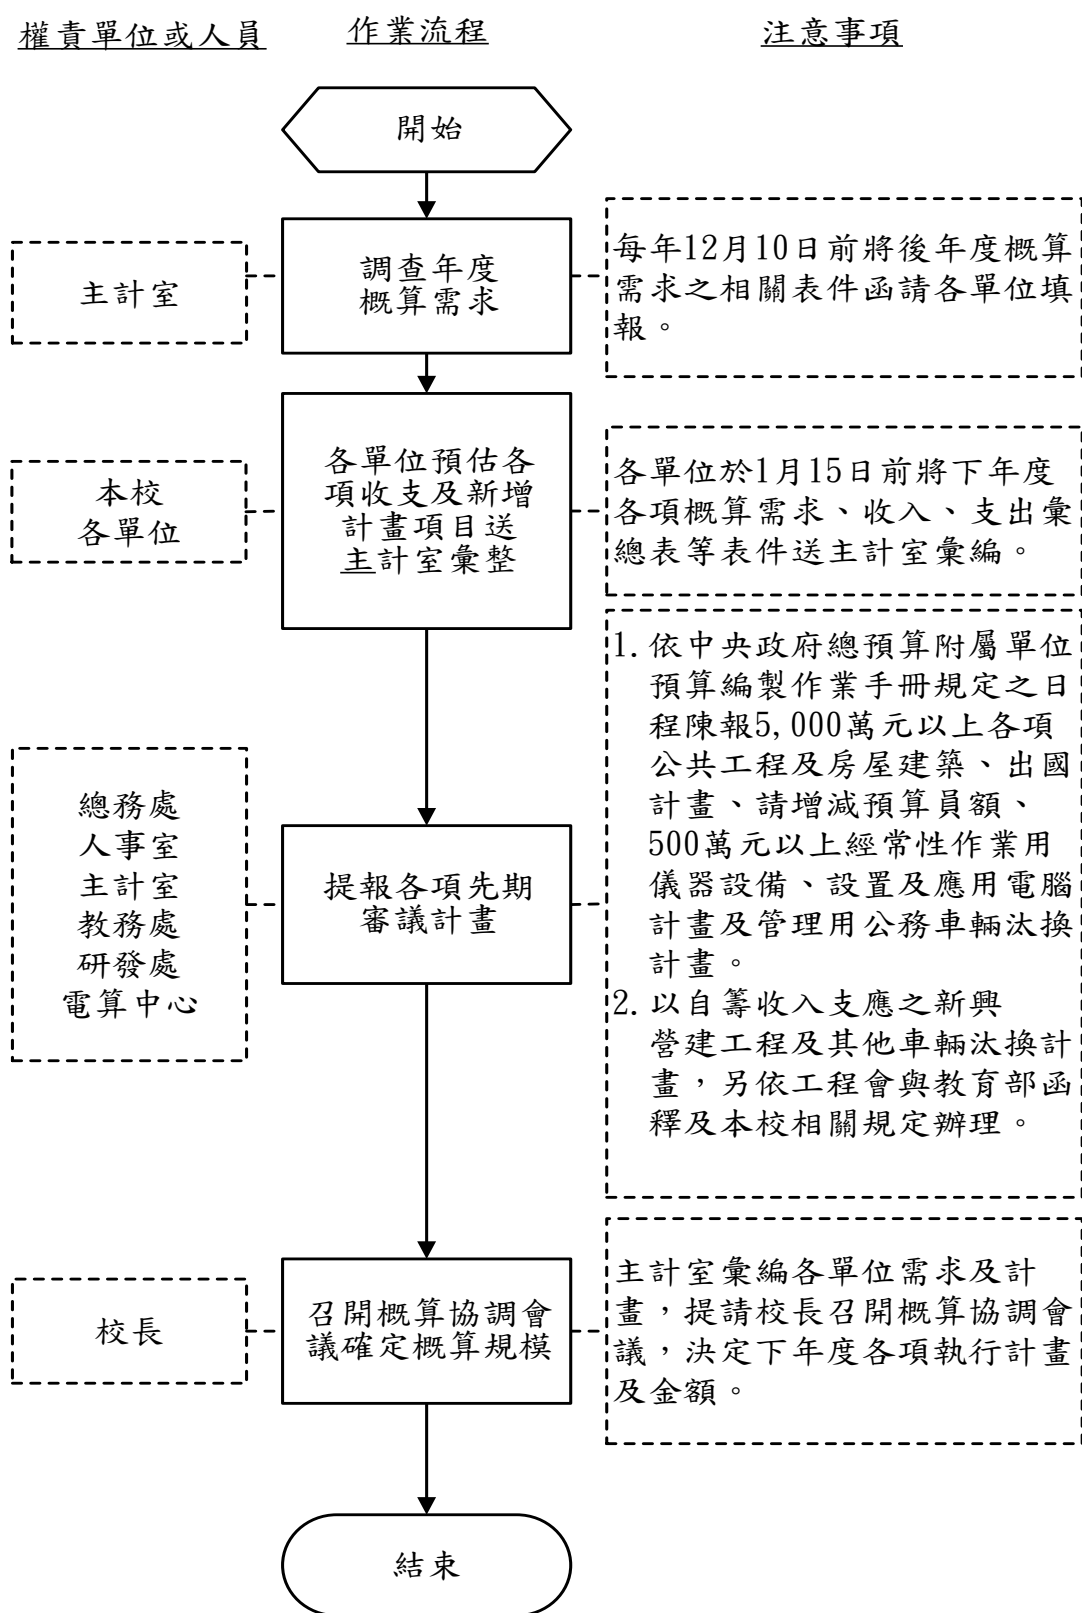 權責單位或人員
作業流程
注意事項
開始
主計室
調查年度
概算需求
每年12月10日前將後年度概算
需求之相關表件函請各單位填
報。
本校
各單位
各單位預估各
項收支及新增
計畫項目送
主計室彙整
各單位於1月15日前將下年度
各項概算需求、收入、支出彙
總表等表件送主計室彙編。
總務處
人事室
主計室
教務處
研發處
電算中心
提報各項先期
審議計畫
1.依中央政府總預算附屬單位
預算編製作業手冊規定之日
程陳報5,000萬元以上各項
公共工程及房屋建築、出國
計畫、請增減預算員額、
500萬元以上經常性作業用
儀器設備、設置及應用電腦
計畫及管理用公務車輛汰換
計畫。
2.以自籌收入支應之新興
營建工程及其他車輛汰換計
畫，另依工程會與教育部函
釋及本校相關規定辦理。
校長
召開概算協調會
議確定概算規模
主計室彙編各單位需求及計
畫，提請校長召開概算協調會
議，決定下年度各項執行計畫
及金額。
結束